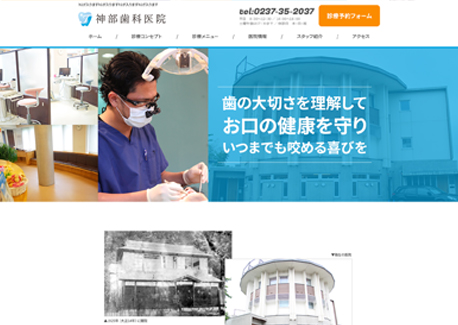 神部歯科医院
tel:0237-35-2037
診療予約フォーム
ホーム / 診療コンセプト / 診療メニュー / 医院情報 / スタッフ紹介 / アクセス
歯の大切さを理解して
お口の健康を守り
いつまでも咬める喜びを